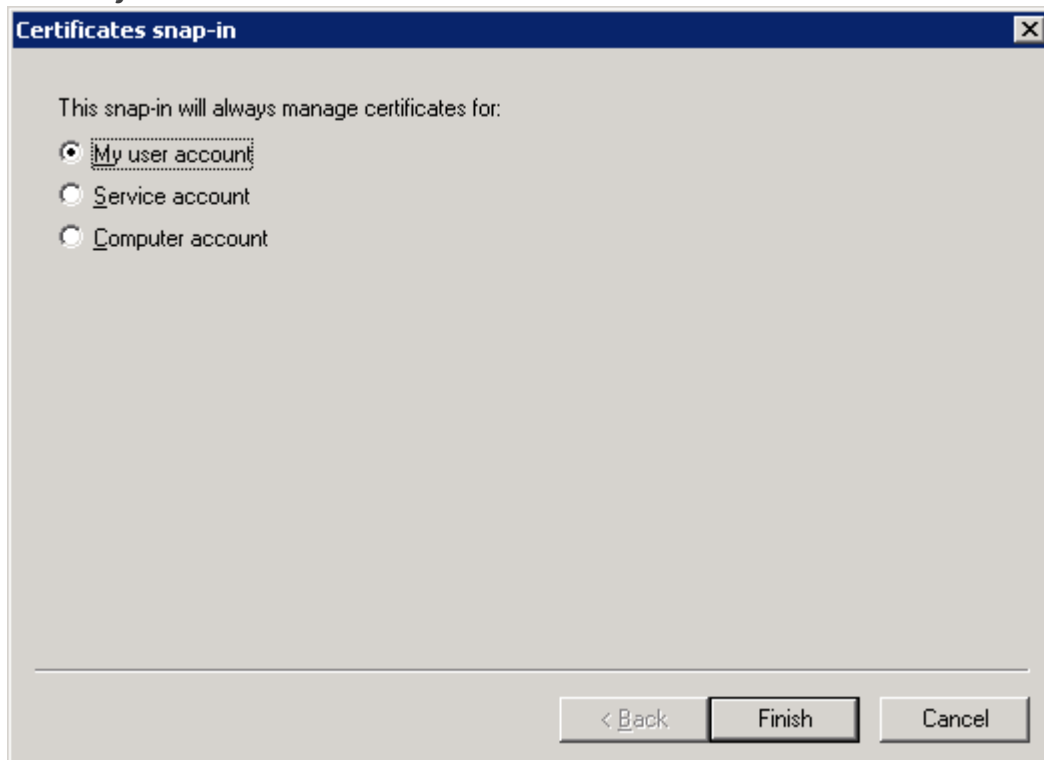 Certificates snap-in
This snap-in will always manage certificates for:
My user account
Service account
Computer account
< Back
Finish
Cancel